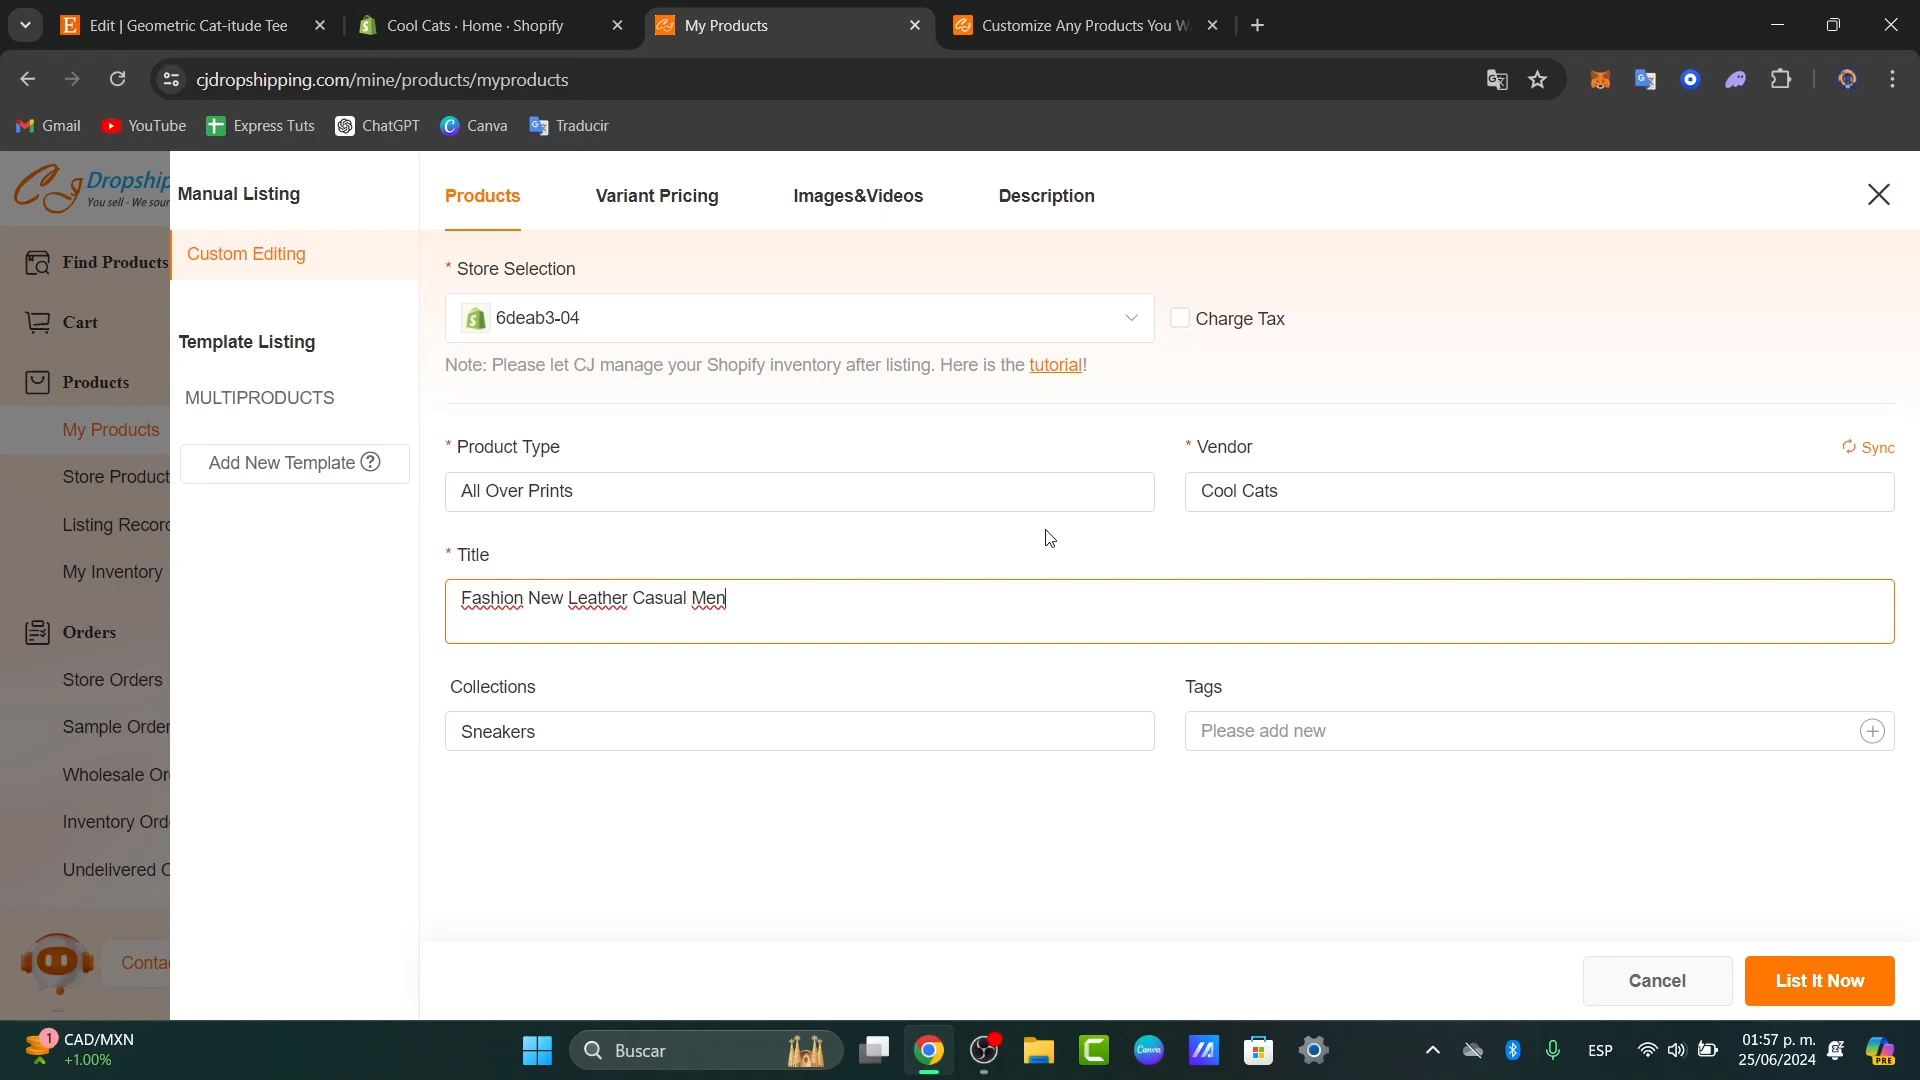 Edit | Geometric Cat-itude Tee
Cool Cats · Home · Shopify
My Products
Customize Any Products You W
cjdropshipping.com/mine/products/myproducts
Gmail
YouTube
Express Tuts
ChatGPT
Canva
Traducir
CJ Dropship
You sell - We sour
Find Products
Cart
Products
My Products
Store Product
Listing Record
My Inventory
Orders
Store Orders
Sample Order
Wholesale Or
Inventory Ord
Undelivered O
Conta
Manual Listing
Custom Editing
Template Listing
MULTIPRODUCTS
Add New Template ?
Products
Variant Pricing
Images&Videos
Description
* Store Selection
6deab3-04
Charge Tax
Note: Please let CJ manage your Shopify inventory after listing. Here is the tutorial!
* Product Type
* Vendor
Sync
All Over Prints
Cool Cats
* Title
Fashion New Leather Casual Men
Collections
Tags
Sneakers
Please add new
Cancel
List It Now
1
CAD/MXN
+1.00%
Buscar
Canva
ESP
01:57 p. m.
25/06/2024
PRE